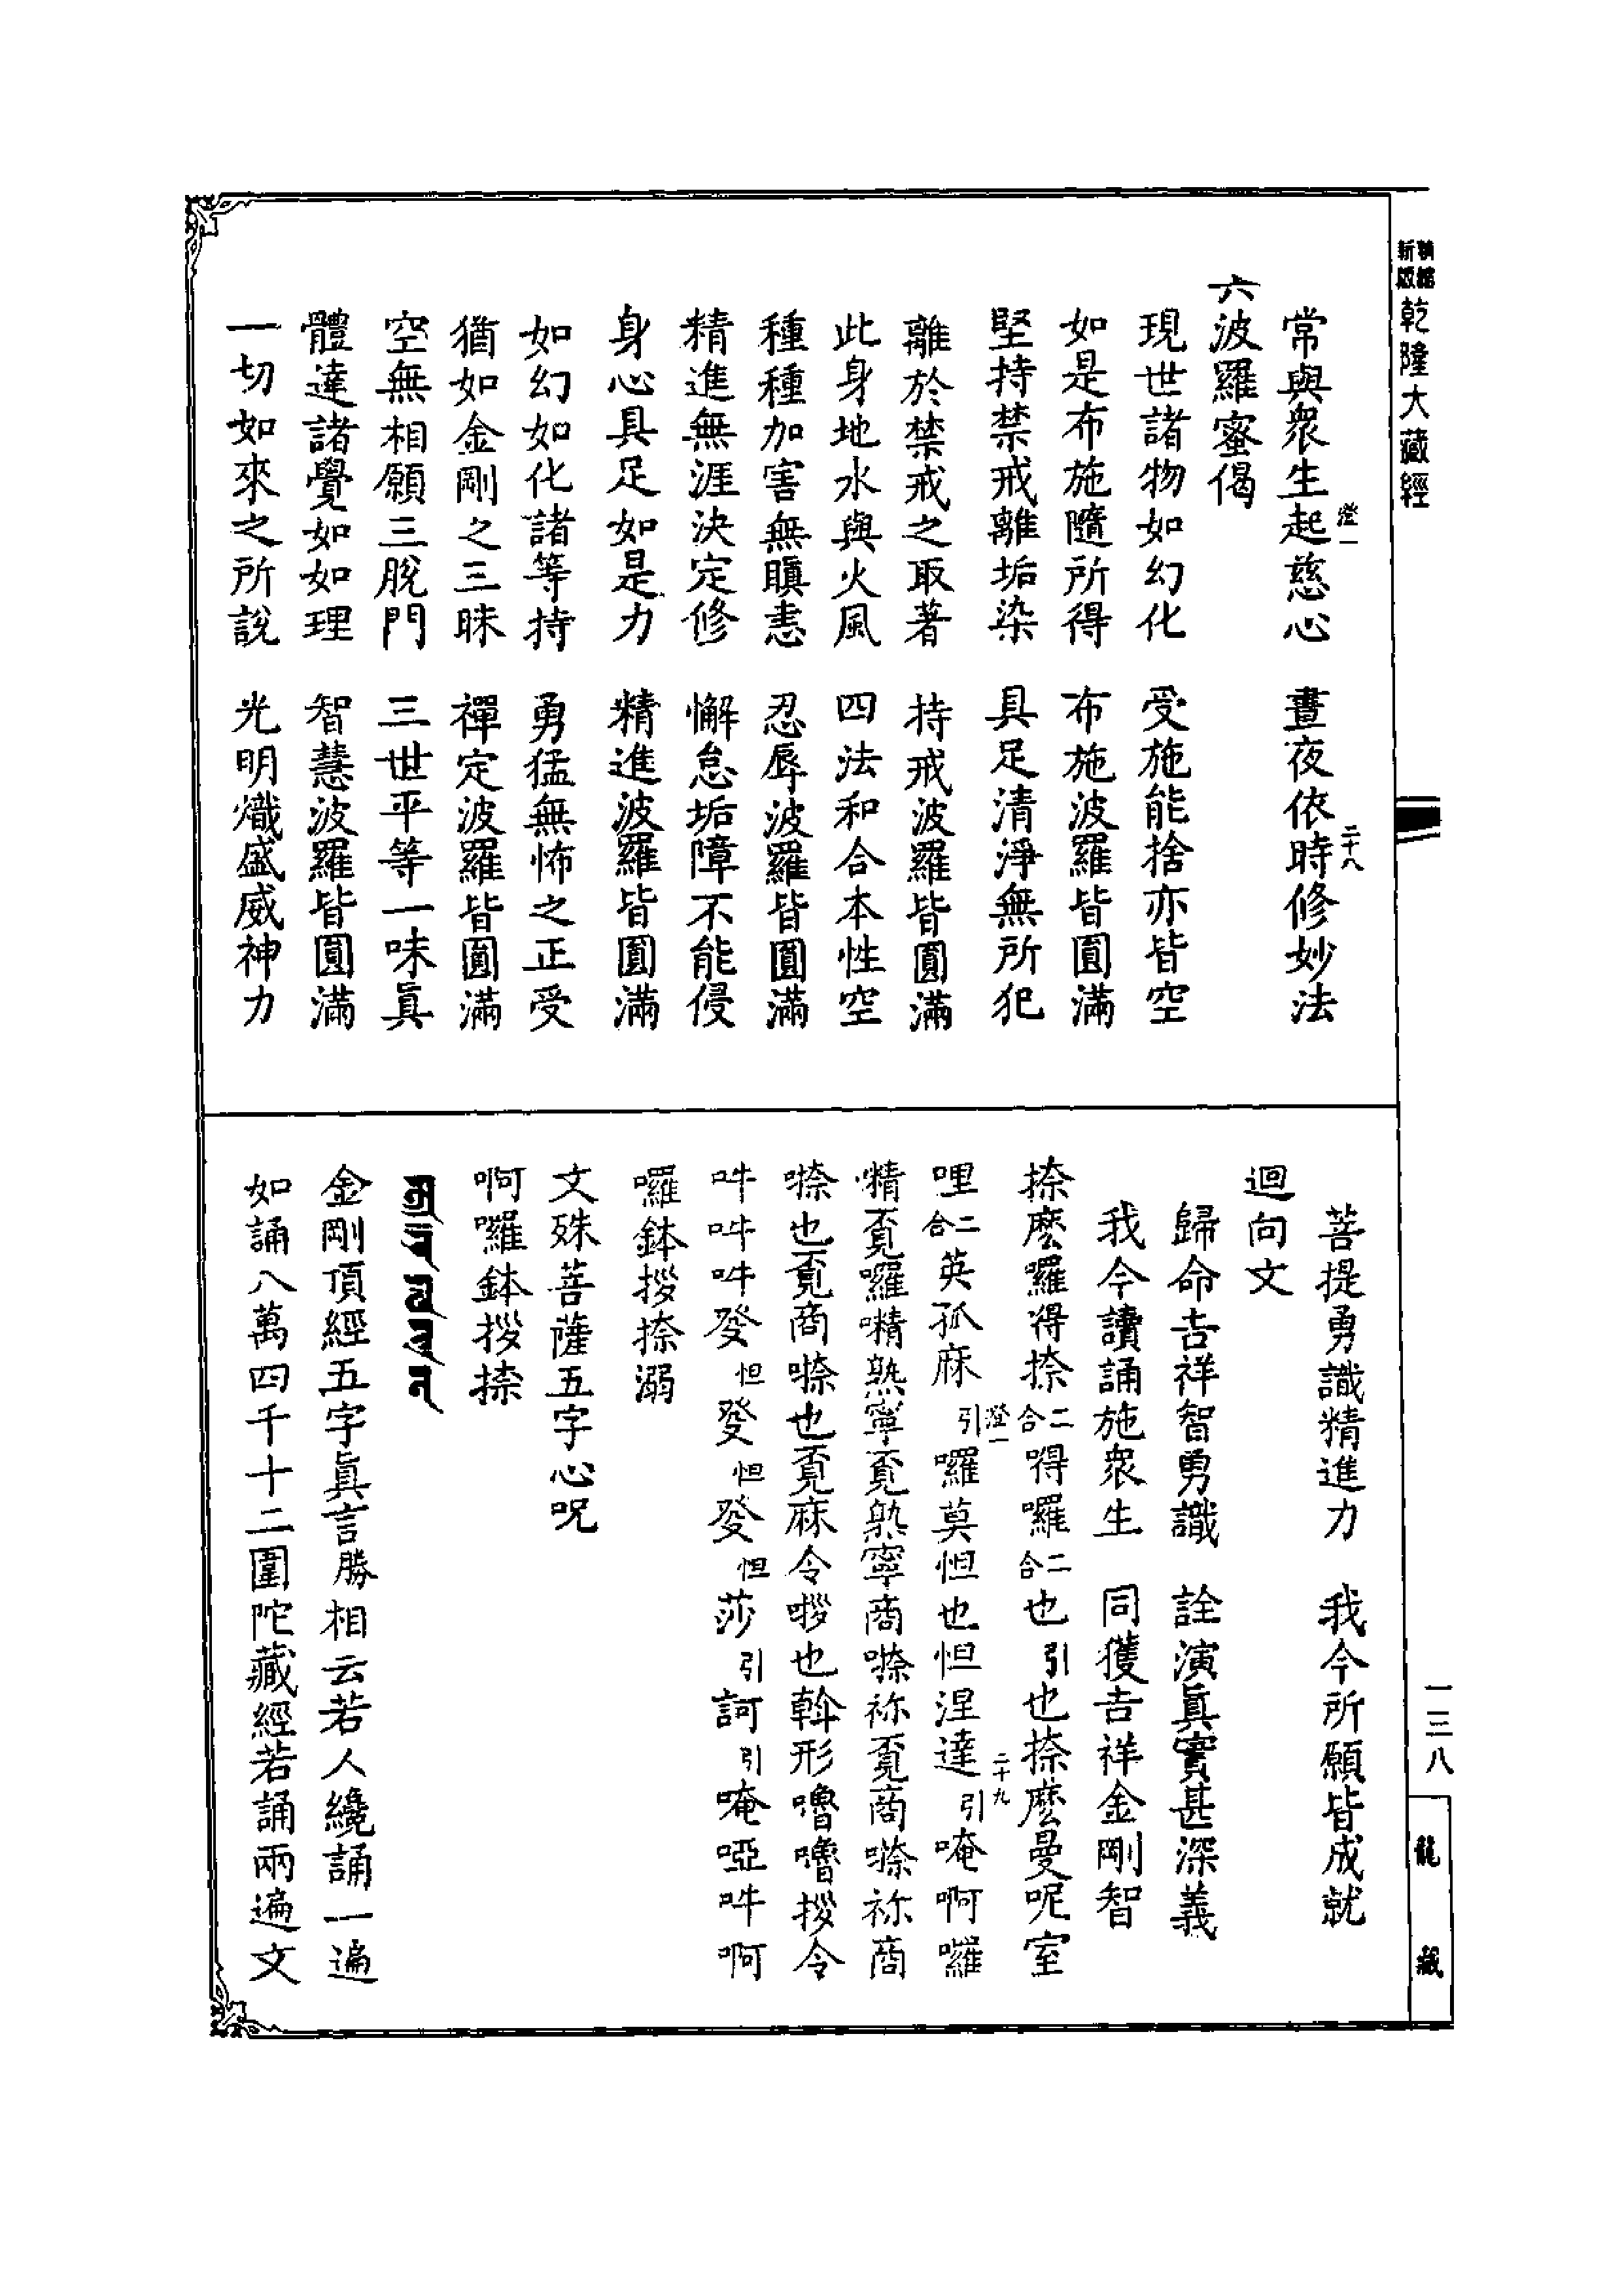 新版精縮
乾隆大藏經
常與衆生起慈心　晝夜依時修妙法
澄一
二十八
六波羅蜜偈
現世諸物如幻化　受施能捨亦皆空
如是布施隨所得　布施波羅皆圓滿
堅持禁戒離垢染　具足清淨無所犯
離於禁戒之取著　持戒波羅皆圓滿
此身地水與火風　四法和合本性空
種種加害無瞋恚　忍辱波羅皆圓滿
精進無涯決定修　懈怠垢障不能侵
身心具足如是力　精進波羅皆圓滿
如幻如化諸等持　勇猛無怖之正受
猶如金剛之三昧　禪定波羅皆圓滿
空無相願三脫門　三世平等一味眞
體達諸覺如如理　智慧波羅皆圓滿
一切如來之所說　光明熾盛威神力
菩提勇識精進力　我今所願皆成就
迴向文
歸命吉祥智勇識　詮演眞實甚深義
我今讀誦施衆生　同獲吉祥金剛智
捺麽囉得捺二合得囉二合也引也捺麽曼呢室
澄一
二十九
哩二合英孤麻引囉莫怛也怛涅達引唵啊囉
𠽹覔囉𠽹熟寧覔熟寧商㗚祢覔商㗚祢商
㗚也覔商㗚也覔麻令拶也斡形嚕嚕拶令
吽吽吽癹怛癹怛癹怛莎引訶引唵啞吽啊
囉鉢拶捺溺
文殊菩薩五字心呪
啊囉鉢拶捺
金剛頂經五字眞言勝相云若人纔誦一遍
如誦八萬四千十二圍陀藏經若誦兩遍文
一三八
龍藏